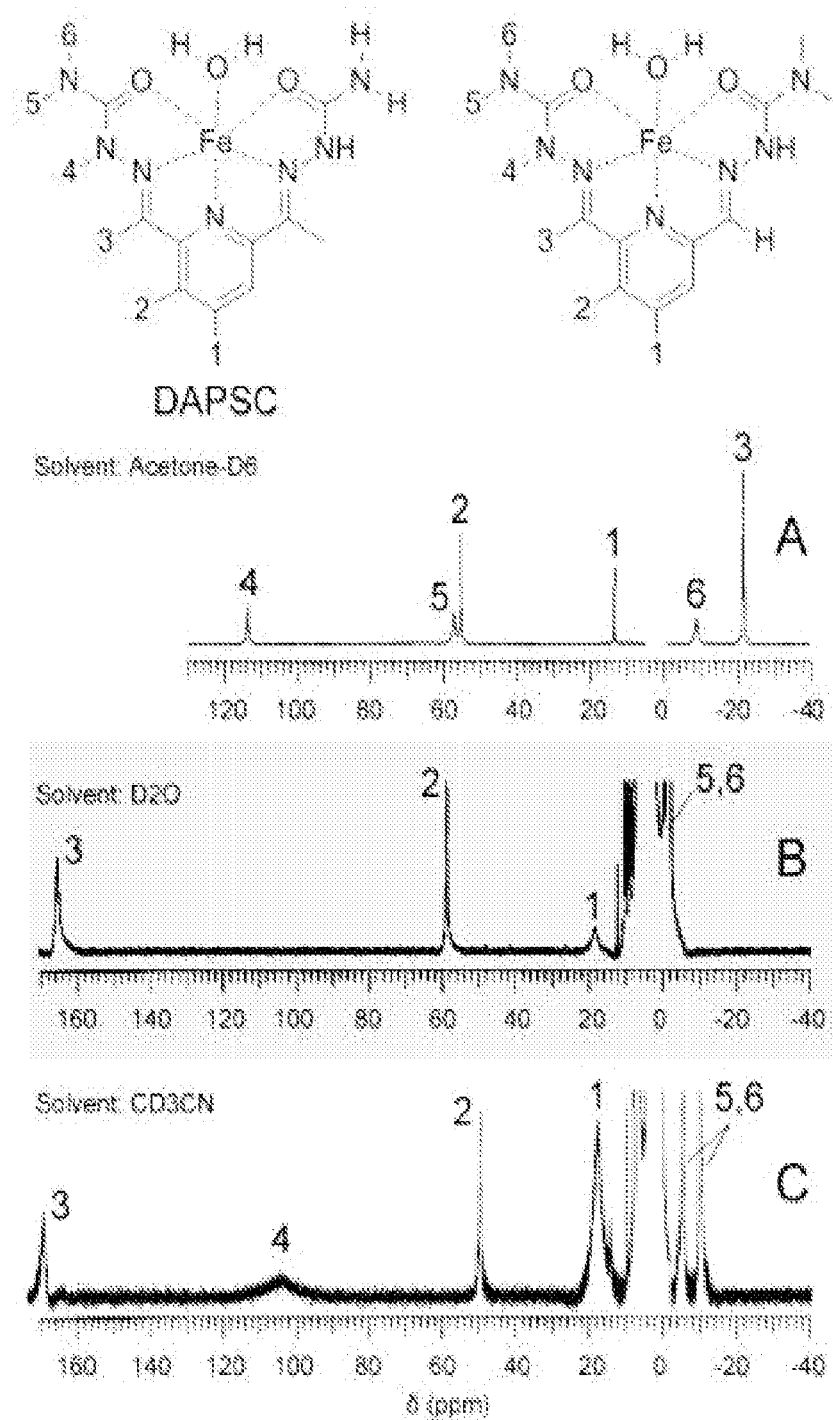 6 H H H 6 H H
N O O O N N O O O N
5 H 5
Fe Fe
N N N NH N N N NH
4 4
N N
3 3 H
2 2
1 1
DAPSC
Solvent: Acetone-D6
3
2 A
1
4 5 6
120 100 80 60 40 20 0 -20 -40
Solvent: D2O
2 5,6
3 B
1
160 140 120 100 80 60 40 20 0 -20 -40
Solvent: CD3CN
2 1 5,6
3 C
4
160 140 120 100 80 60 40 20 0 -20 -40
δ (ppm)